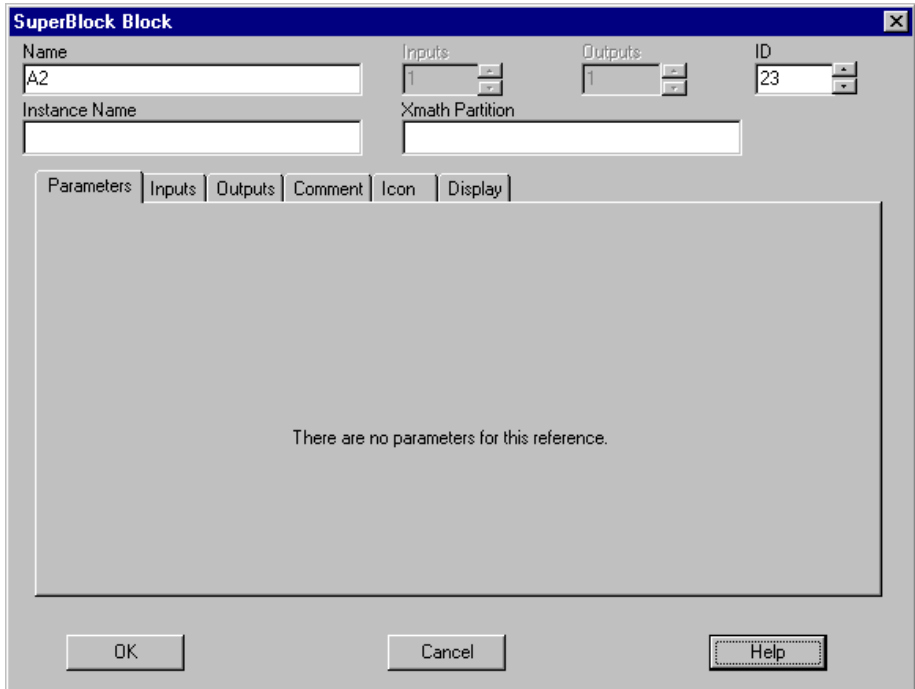 SuperBlock Block
Name Inputs Outputs ID
A2 1 1 23
Instance Name Xmath Partition
Parameters Inputs Outputs Comment Icon Display
There are no parameters for this reference.
OK Cancel Help